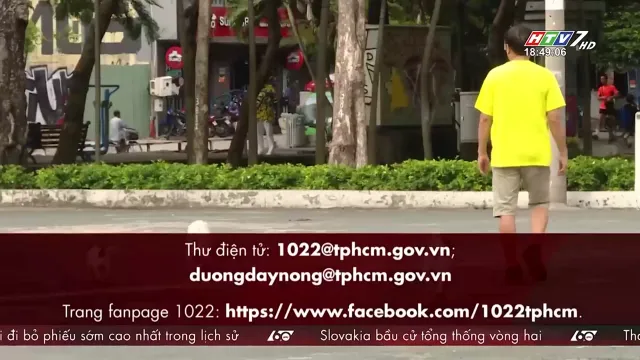 HTV7 HD
18:49:06
Thư điện tử: 1022@tphcm.gov.vn;
duongdaynong@tphcm.gov.vn
Trang fanpage 1022: https://www.facebook.com/1022tphcm.
i đi bỏ phiếu sớm cao nhất trong lịch sử 60 Slovakia bầu cử tổng thống vòng hai 60